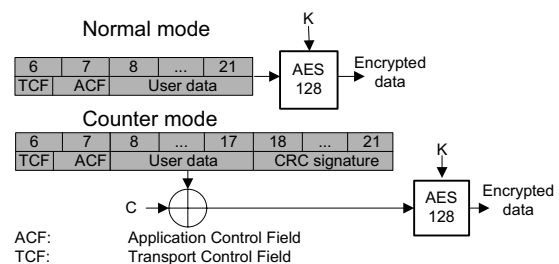 Normal mode
K
6 7 8 ... 21
TCF ACF User data
AES
128
Encrypted
data
Counter mode
6 7 8 ... 17 18 ... 21
TCF ACF User data CRC signature
K
C
AES
128
Encrypted
data
ACF: Application Control Field
TCF: Transport Control Field